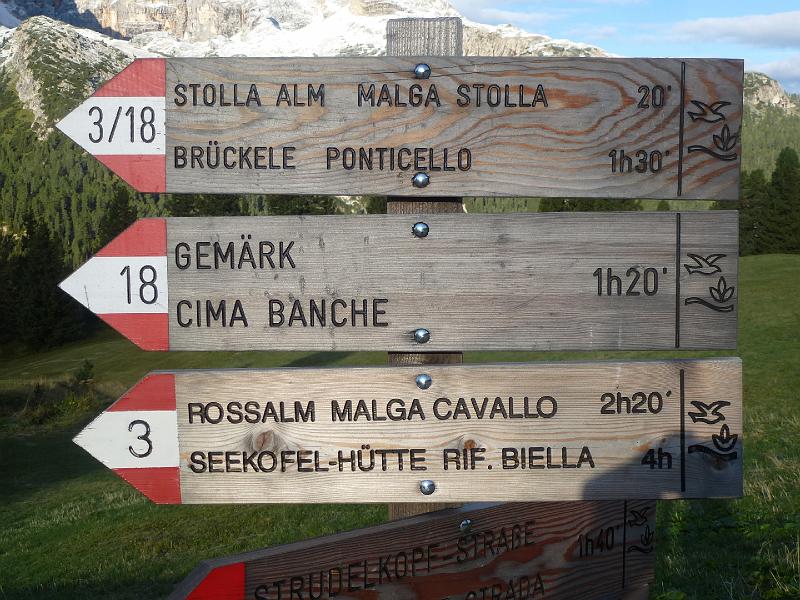 3/18 STOLLA ALM MALGA STOLLA 20'
BRÜCKELE PONTICELLO 1h30'
GEMÄRK
18 1h20'
CIMA BANCHE
ROSSALM MALGA CAVALLO 2h20'
3
SEEKOFEL-HÜTTE RIF. BIELLA 4h
STRUDELKOPF-STRAßE 1h40'
STRADA